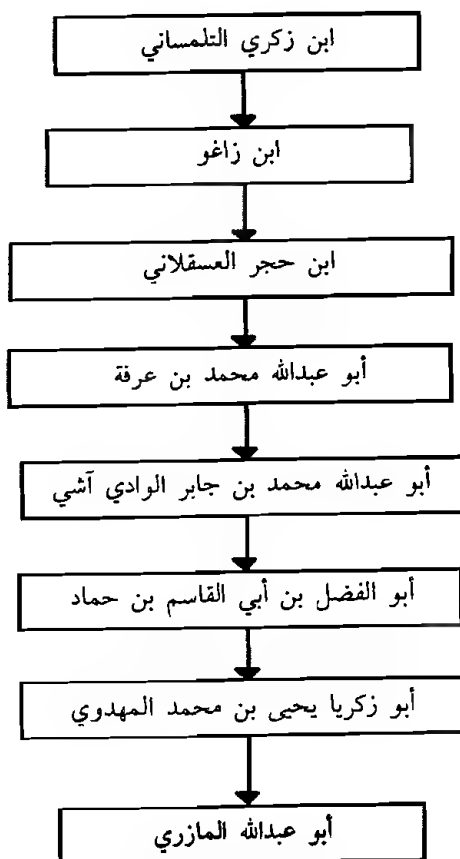 ابن زكري التلمساني
ابن زاغو
ابن حجر العسقلاني
أبو عبدالله محمد بن عرفة
أبو عبدالله محمد بن جابر الوادي آشي
أبو الفضل بن أبي القاسم بن حماد
أبو زكريا يحيى بن محمد المهدوي
أبو عبدالله المازري